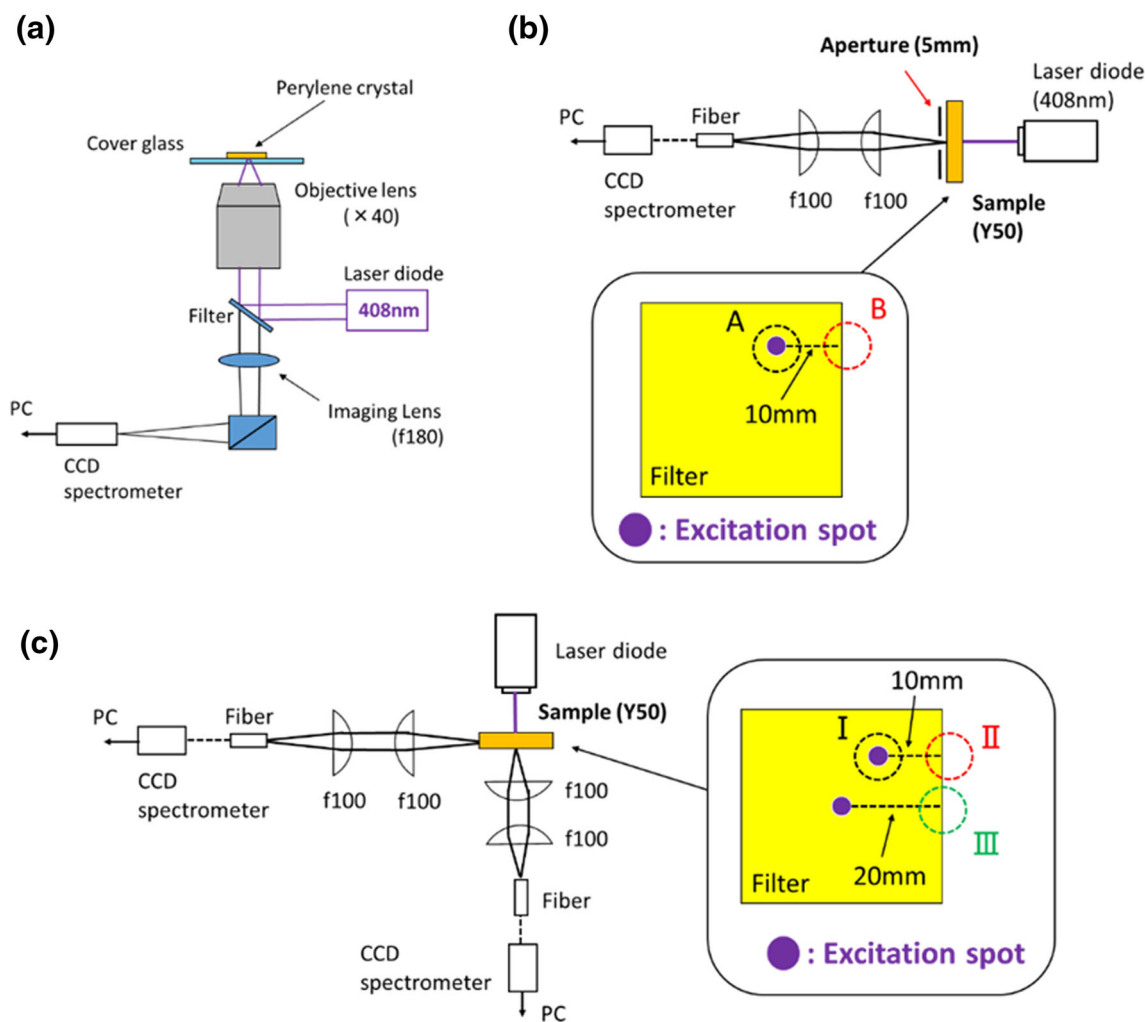 (a)
Perylene crystal
Cover glass
Objective lens
(×40)
Laser diode
408nm
Filter
Imaging Lens
(f180)
PC
CCD
spectrometer
(b)
Aperture (5mm)
Laser diode
(408nm)
PC
Fiber
CCD
spectrometer
f100
f100
Sample
(Y50)
A
B
10mm
Filter
: Excitation spot
(c)
Laser diode
Sample (Y50)
PC
Fiber
CCD
spectrometer
f100
f100
f100
f100
Fiber
CCD
spectrometer
PC
10mm
I
II
III
20mm
Filter
: Excitation spot